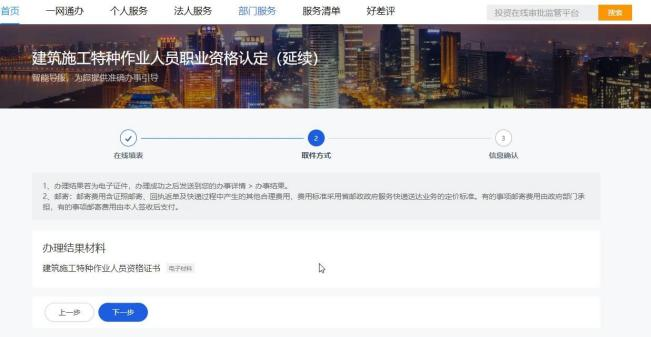 首页 一网通办 个人服务 法人服务 部门服务 服务清单 好差评 投资在线审批监管平台 搜索
建筑施工特种作业人员职业资格认定（延续）
智能导服，为您提供准确办事引导
2 3
在线填表 取件方式 信息确认
1、办理结果若为电子证件，办理成功之后发送到您的办事详情 > 办事结果。
2、邮寄：邮寄费用含证照邮寄、回执返单及快递过程中产生的其他合理费用，费用标准采用省邮政政府服务快递送达业务的定价标准。有的事项邮寄费用由政府部门承
担，有的事项邮寄费用由本人签收后支付。
办理结果材料
建筑施工特种作业人员资格证书 电子材料
上一步 下一步